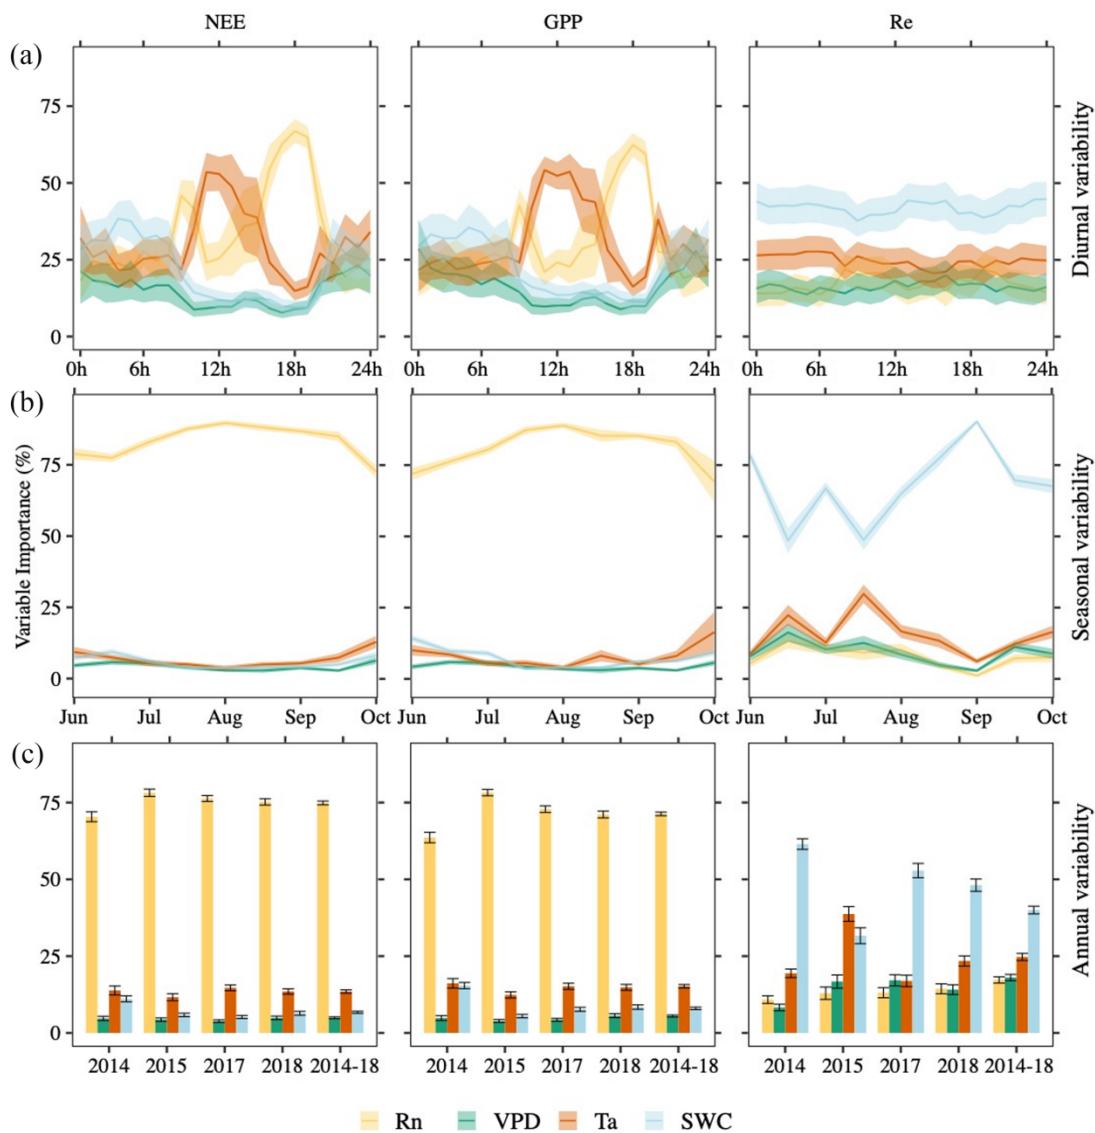 NEE GPP Re
(a)
75
50
25
0
Diurnal variability
0h 6h 12h 18h 24h 0h 6h 12h 18h 24h 0h 6h 12h 18h 24h
(b)
Variable Importance (%)
75
50
25
0
Seasonal variability
Jun Jul Aug Sep Oct Jun Jul Aug Sep Oct Jun Jul Aug Sep Oct
(c)
75
50
25
0
Annual variability
2014 2015 2017 2018 2014-18 2014 2015 2017 2018 2014-18 2014 2015 2017 2018 2014-18
Rn VPD Ta SWC